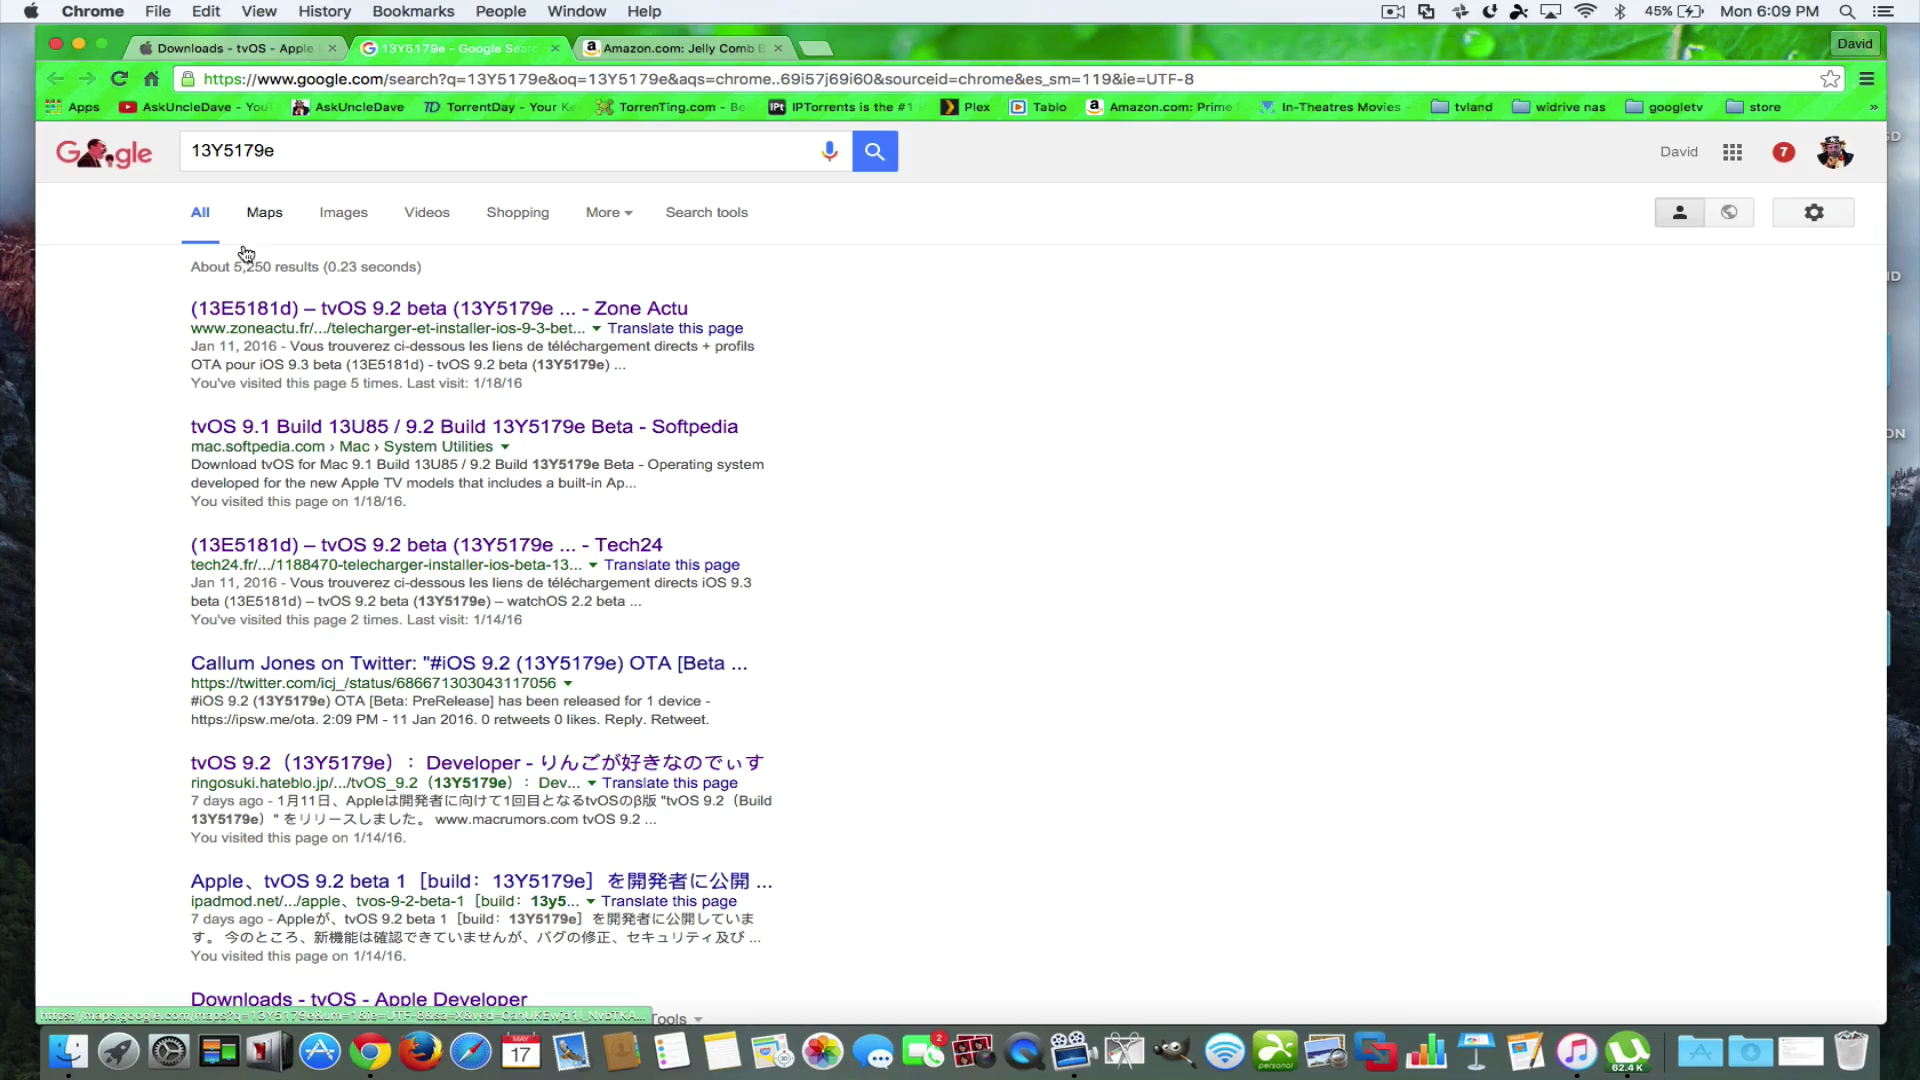 Chrome File Edit View History Bookmarks People Window Help 45% Mon 6:09 PM
Downloads - tvOS - Apple 13Y5179e - Google Sear Amazon.com: Jelly Comb B David
https://www.google.com/search?q=13Y5179e&oq=13Y5179e&aqs=chrome..69i57j69i60&sourceid=chrome&es_sm=119&ie=UTF-8
Apps AskUncleDave - You AskUncleDave TorrentDay - Your Ke TorrenTing.com - Be IPTorrents is the #1 Plex Tablo Amazon.com: Prime In-Theatres Movies tvland widrive nas googletv store »
Google 13Y5179e David 7
All Maps Images Videos Shopping More Search tools
About 5,250 results (0.23 seconds)
(13E5181d) – tvOS 9.2 beta (13Y5179e ... - Zone Actu
www.zoneactu.fr/.../telecharger-et-installer-ios-9-3-bet... Translate this page
Jan 11, 2016 - Vous trouverez ci-dessous les liens de téléchargement directs + profils
OTA pour iOS 9.3 beta (13E5181d) - tvOS 9.2 beta (13Y5179e) ...
You've visited this page 5 times. Last visit: 1/18/16
tvOS 9.1 Build 13U85 / 9.2 Build 13Y5179e Beta - Softpedia
mac.softpedia.com › Mac › System Utilities
Download tvOS for Mac 9.1 Build 13U85 / 9.2 Build 13Y5179e Beta - Operating system
developed for the new Apple TV models that includes a built-in Ap...
You visited this page on 1/18/16.
(13E5181d) – tvOS 9.2 beta (13Y5179e ... - Tech24
tech24.fr/.../1188470-telecharger-installer-ios-beta-13... Translate this page
Jan 11, 2016 - Vous trouverez ci-dessous les liens de téléchargement directs iOS 9.3
beta (13E5181d) – tvOS 9.2 beta (13Y5179e) – watchOS 2.2 beta ...
You've visited this page 2 times. Last visit: 1/14/16
Callum Jones on Twitter: "#iOS 9.2 (13Y5179e) OTA [Beta ...
https://twitter.com/icj_/status/686671303043117056
#iOS 9.2 (13Y5179e) OTA [Beta: PreRelease] has been released for 1 device -
https://ipsw.me/ota. 2:09 PM - 11 Jan 2016. 0 retweets 0 likes. Reply. Retweet.
tvOS 9.2（13Y5179e）： Developer - りんごが好きなのでぃす
ringosuki.hateblo.jp/.../tvOS_9.2（13Y5179e）： Dev... Translate this page
7 days ago - 1月11日、Appleは開発者に向けて1回目となるtvOSのβ版 "tvOS 9.2（Build
13Y5179e）" をリリースしました。 www.macrumors.com tvOS 9.2 ...
You visited this page on 1/14/16.
Apple、tvOS 9.2 beta 1［build：13Y5179e］を開発者に公開 ...
ipadmod.net/.../apple、tvos-9-2-beta-1［build：13y5... Translate this page
7 days ago - Appleが、tvOS 9.2 beta 1［build：13Y5179e］を開発者に公開していま
す。 今のところ、新機能は確認できていませんが、バグの修正、セキュリティ及び ...
You visited this page on 1/14/16.
Downloads - tvOS - Apple Developer
Tools
MAY
17
2
personal
62.4 K